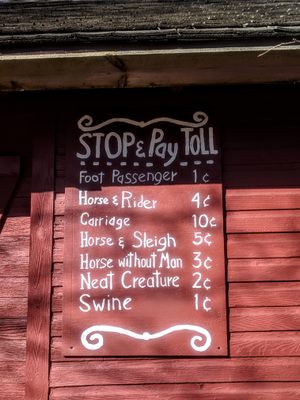 STOP & Pay TOLL
Foot Passenger 1¢
Horse & Rider 4¢
Carriage 10¢
Horse & Sleigh 5¢
Horse without Man 3¢
Neat Creature 2¢
Swine 1¢